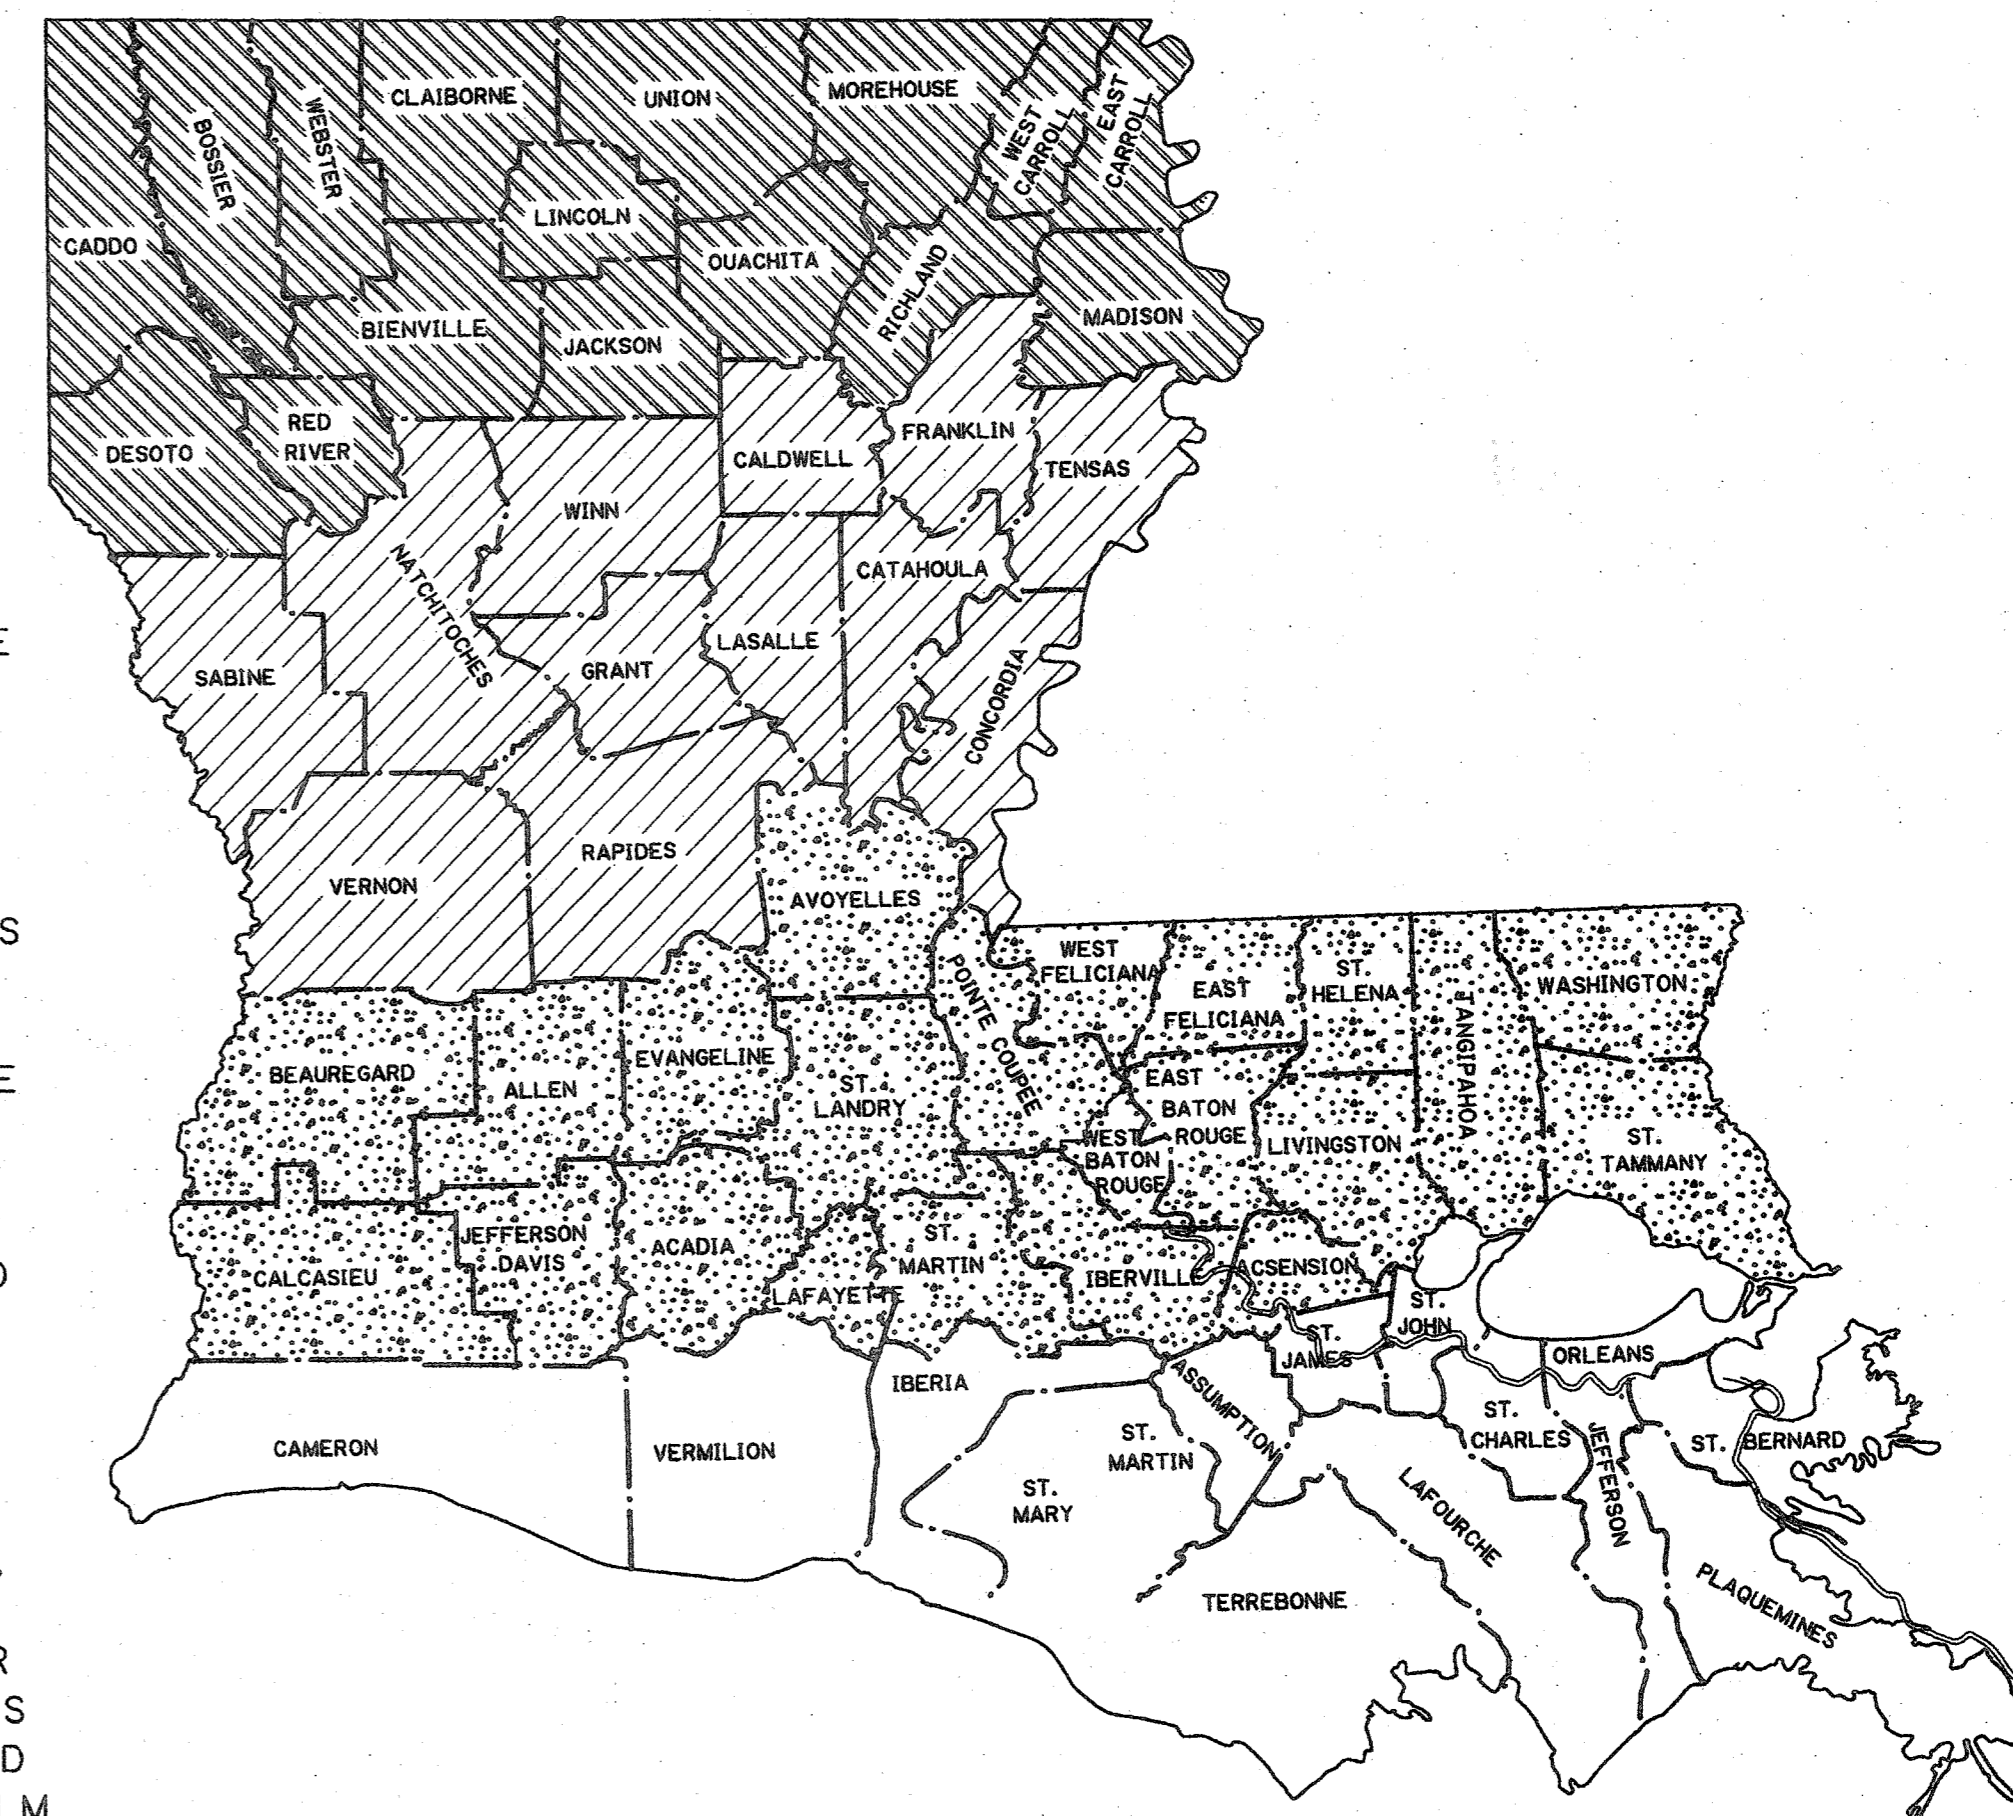 CLAIBORNE
UNION
MOREHOUSE
WEST
CARROLL
EAST
CARROLL
BOSSIER
WEBSTER
CADDO
LINCOLN
OUACHITA
RICHLAND
MADISON
BIENVILLE
JACKSON
RED
RIVER
DESOTO
CALDWELL
FRANKLIN
TENSAS
WINN
NATCHITOCHES
CATAHOULA
SABINE
GRANT
LASALLE
CONCORDIA
VERNON
RAPIDES
AVOYELLES
WEST
FELICIANA
EAST
FELICIANA
ST.
HELENA
TANGIPAHOA
WASHINGTON
POINTE COUPEE
BEAUREGARD
ALLEN
EVANGELINE
ST.
LANDRY
EAST
BATON
ROUGE
WEST
BATON
ROUGE
LIVINGSTON
ST.
TAMMANY
CALCASIEU
JEFFERSON
DAVIS
ACADIA
LAFAYETTE
ST.
MARTIN
IBERVILLE
ACSENSION
ST.
JOHN
ST.
JAMES
ORLEANS
IBERIA
ASSUMPTION
CAMERON
VERMILION
ST.
MARTIN
ST.
MARY
ST.
CHARLES
JEFFERSON
ST. BERNARD
LAFOURCHE
TERREBONNE
PLAQUEMINES
E
S
E
D
R
S
D
M